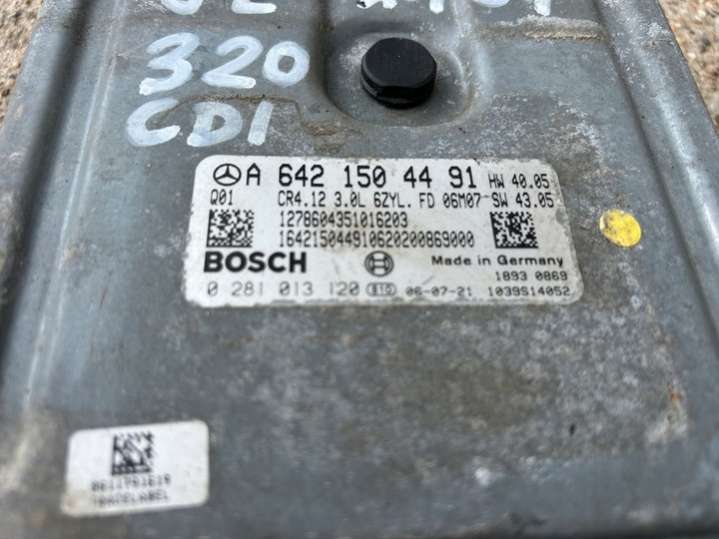 320
CDI
A 642 150 44 91 HW 40.05
Q01 CR4.12 3.0L 6ZYL. FD 06M07 SW 43.05
1278604351016203
16421504491062020086900​0
BOSCH Made in Germany
1893 0869
0 281 013 120 06-07-21 1039S14052